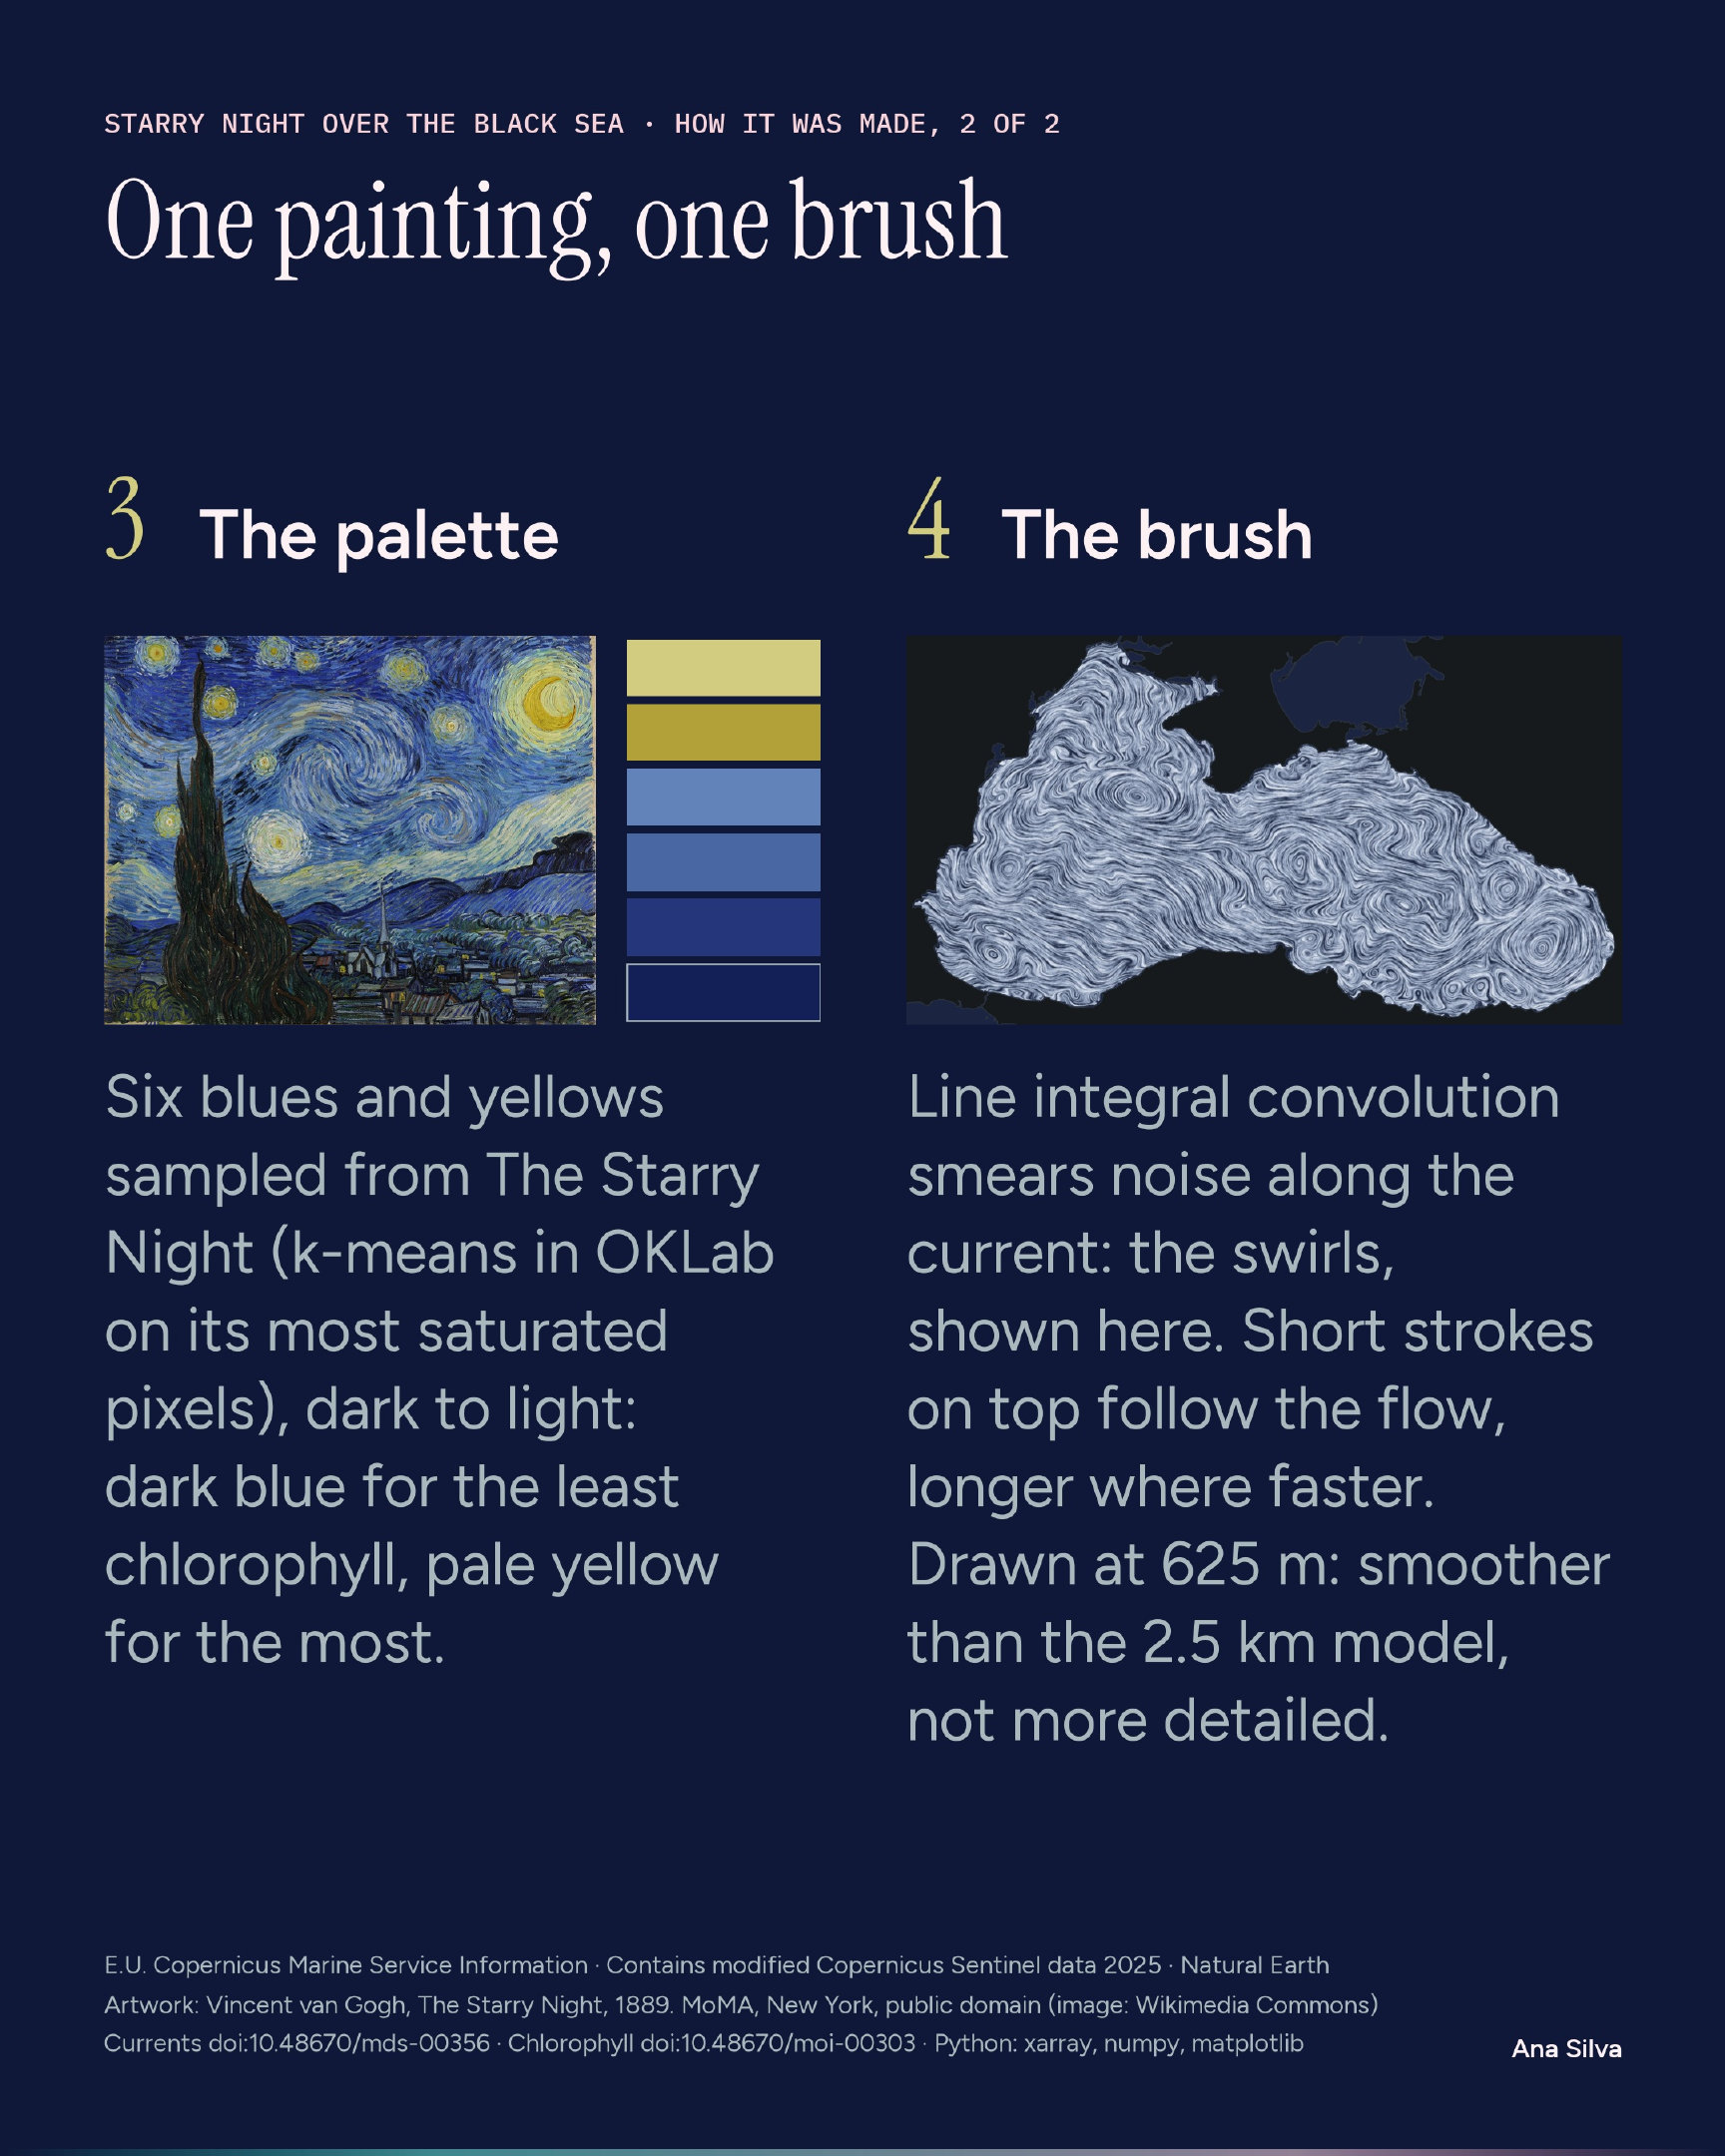 STARRY NIGHT OVER THE BLACK SEA · HOW IT WAS MADE, 2 OF 2
One painting, one brush
3 The palette
Six blues and yellows
sampled from The Starry
Night (k-means in OKLab
on its most saturated
pixels), dark to light:
dark blue for the least
chlorophyll, pale yellow
for the most.
4 The brush
Line integral convolution
smears noise along the
current: the swirls,
shown here. Short strokes
on top follow the flow,
longer where faster.
Drawn at 625 m: smoother
than the 2.5 km model,
not more detailed.
E.U. Copernicus Marine Service Information · Contains modified Copernicus Sentinel data 2025 · Natural Earth
Artwork: Vincent van Gogh, The Starry Night, 1889. MoMA, New York, public domain (image: Wikimedia Commons)
Currents doi:10.48670/mds-00356 · Chlorophyll doi:10.48670/moi-00303 · Python: xarray, numpy, matplotlib
Ana Silva